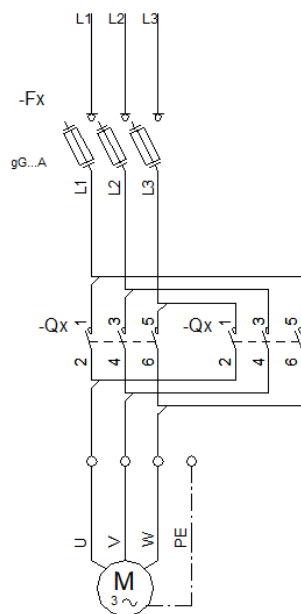 L1 L2 L3
-Fx
gG...A
L1 L2 L3
-Qx 1 3 5 -Qx 1 3 5
2 4 6 2 4 6
U V W PE
M
3 ~